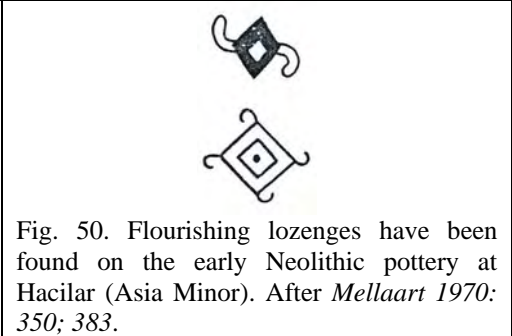 Fig. 50. Flourishing lozenges have been
found on the early Neolithic pottery at
Hacilar (Asia Minor). After Mellaart 1970:
350; 383.